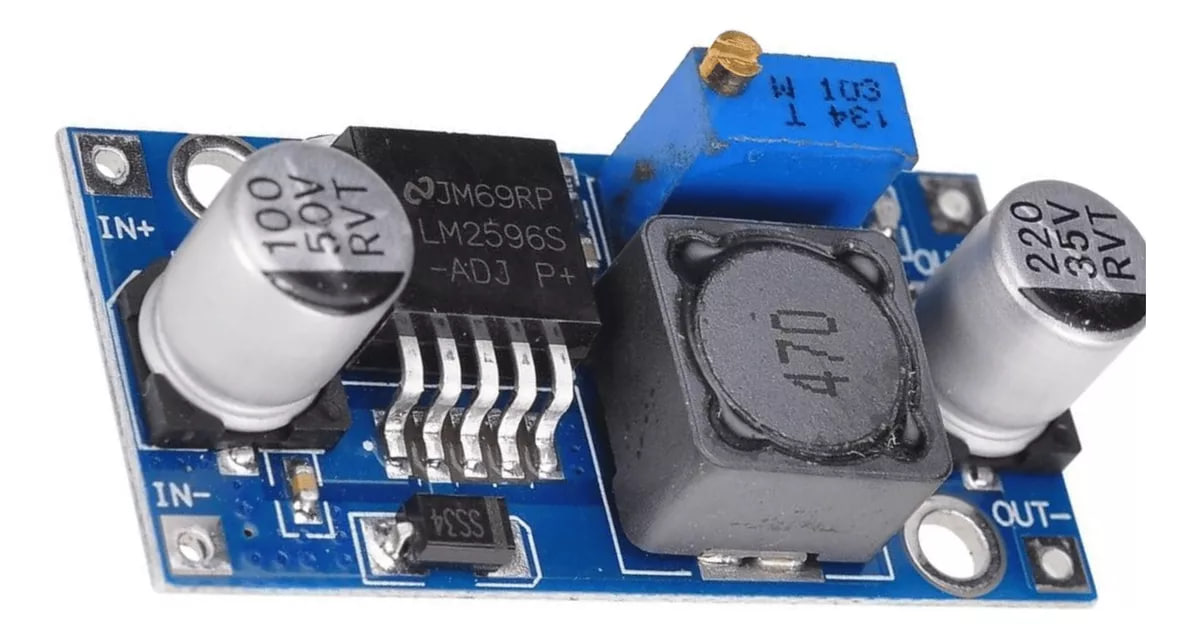 IN+
100
50V
RVT
JM69RP
LM2596S
-ADJ P+
W 103
134 T
OUT
220
35V
RVT
470
IN-
SS34
OUT-